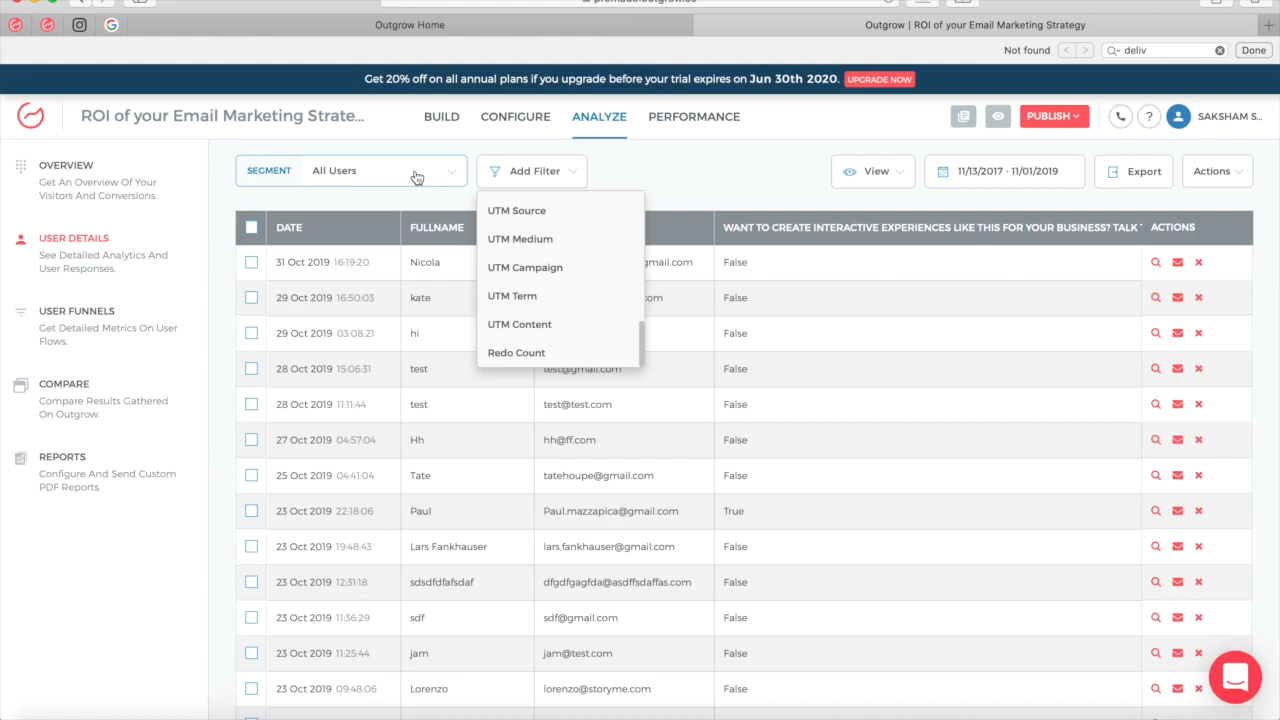 Outgrow Home
Outgrow | ROI of your Email Marketing Strategy
Not found
deliv
Done
Get 20% off on all annual plans if you upgrade before your trial expires on Jun 30th 2020. UPGRADE NOW
ROI of your Email Marketing Strate...
BUILD CONFIGURE ANALYZE PERFORMANCE
PUBLISH
?
SAKSHAM S...
OVERVIEW
Get An Overview Of Your
Visitors And Conversions.
USER DETAILS
See Detailed Analytics And
User Responses.
USER FUNNELS
Get Detailed Metrics On User
Flows.
COMPARE
Compare Results Gathered
On Outgrow.
REPORTS
Configure And Send Custom
PDF Reports.
SEGMENT All Users
Add Filter
View
11/13/2017 - 11/01/2019
Export
Actions
UTM Source
UTM Medium
UTM Campaign
UTM Term
UTM Content
Redo Count
DATE FULLNAME WANT TO CREATE INTERACTIVE EXPERIENCES LIKE THIS FOR YOUR BUSINESS? TALK ACTIONS
31 Oct 2019 16:19:20 Nicola gmail.com False
29 Oct 2019 16:50:03 kate .com False
29 Oct 2019 03:08:21 hi False
28 Oct 2019 15:06:31 test test@gmail.com False
28 Oct 2019 11:11:44 test test@test.com False
27 Oct 2019 04:57:04 Hh hh@ff.com False
25 Oct 2019 04:41:04 Tate tatehoupe@gmail.com False
23 Oct 2019 22:18:06 Paul Paul.mazzapica@gmail.com True
23 Oct 2019 19:48:43 Lars Fankhauser lars.fankhauser@gmail.com False
23 Oct 2019 12:31:18 sdsdfdfafsdaf dfgdfgagfda@asdffsdaffas.com False
23 Oct 2019 11:36:29 sdf sdf@gmail.com False
23 Oct 2019 11:25:44 jam jam@test.com False
23 Oct 2019 09:48:06 Lorenzo lorenzo@storyme.com False